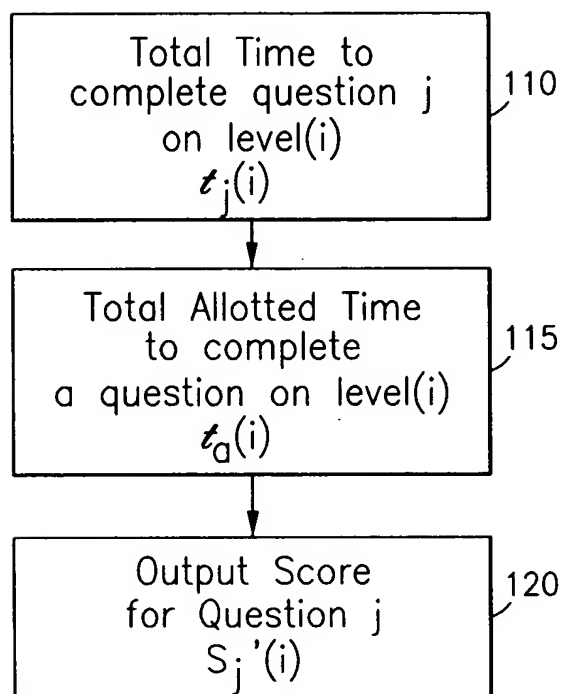 Total Time to
complete question j
on level(i)
t_j(i)
110
Total Allotted Time
to complete
a question on level(i)
t_a(i)
115
Output Score
for Question j
S_j'(i)
120